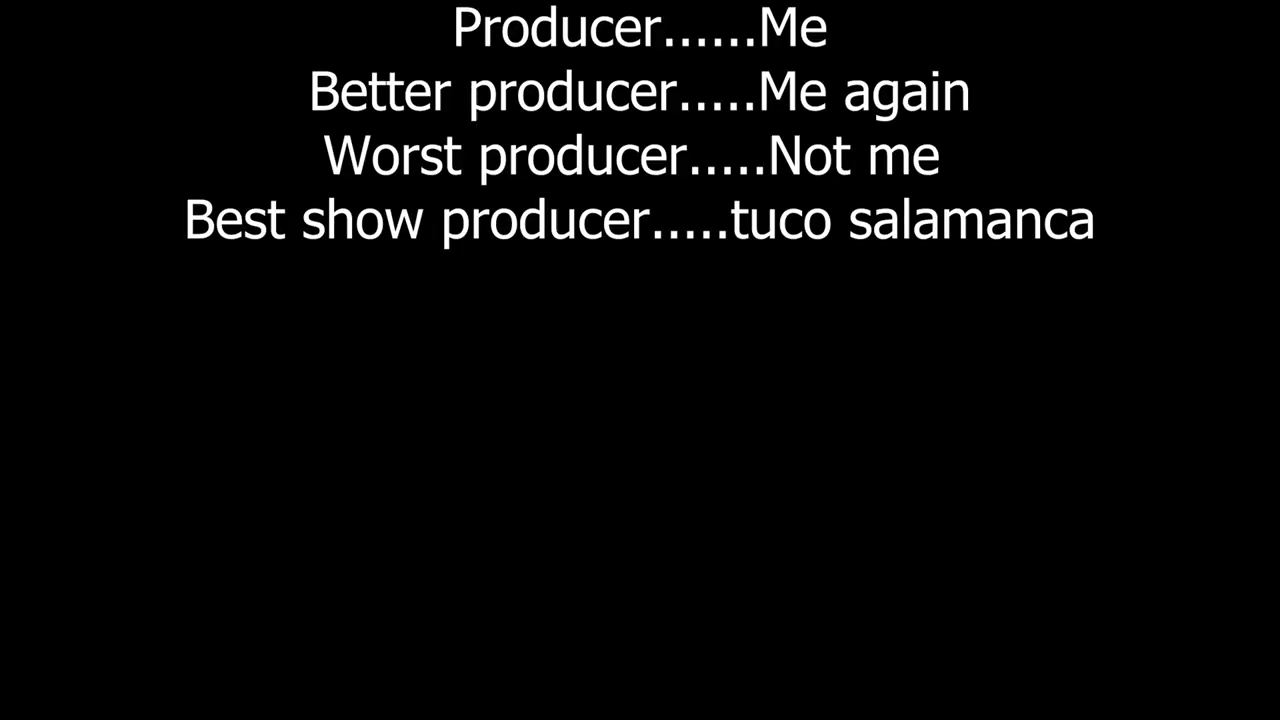 Producer......Me
Better producer.....Me again
Worst producer.....Not me
Best show producer.....tuco salamanca